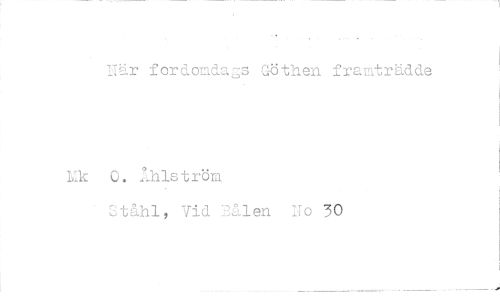 När fordomdags Göthen framträdde
Mk O. Åhlström
Ståhl, Vid Bålen No 30